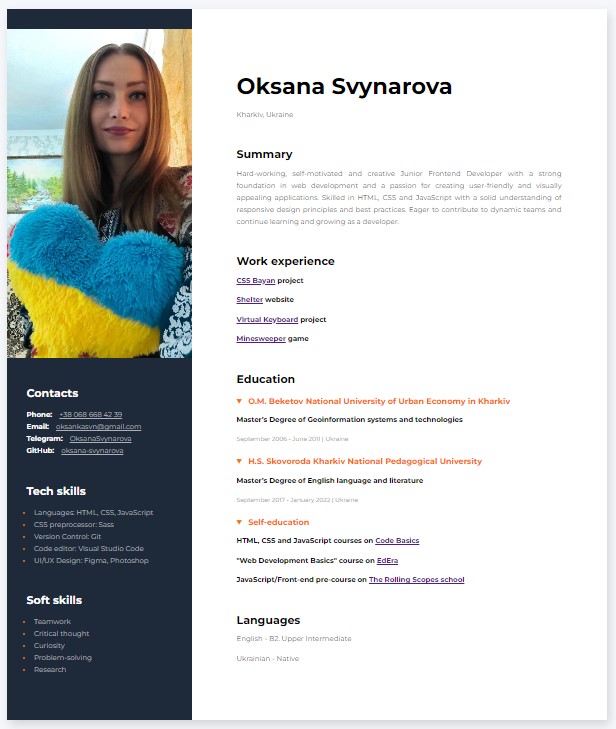 Oksana Svynarova
Kharkiv, Ukraine
Summary
Hard-working, self-motivated and creative Junior Frontend Developer with a strong
foundation in web development and a passion for creating user-friendly and visually
appealing applications. Skilled in HTML, CSS and JavaScript with a solid understanding of
responsive design principles and best practices. Eager to contribute to dynamic teams and
continue learning and growing as a developer.
Work experience
CSS Bayan project
Shelter website
Virtual Keyboard project
Minesweeper game
Education
O.M. Beketov National University of Urban Economy in Kharkiv
Master's Degree of Geoinformation systems and technologies
September 2006 - June 2011 | Ukraine
H.S. Skovoroda Kharkiv National Pedagogical University
Master's Degree of English language and literature
September 2017 - January 2022 | Ukraine
Self-education
HTML, CSS and JavaScript courses on Code Basics
"Web Development Basics" course on EdEra
JavaScript/Front-end pre-course on The Rolling Scopes school
Languages
English - B2. Upper Intermediate
Ukrainian - Native
Contacts
Phone: +38 068 668 42 39
Email: oksankasvn@gmail.com
Telegram: OksanaSvynarova
GitHub: oksana-svynarova
Tech skills
Languages: HTML, CSS, JavaScript
CSS preprocessor: Sass
Version Control: Git
Code editor: Visual Studio Code
UI/UX Design: Figma, Photoshop
Soft skills
Teamwork
Critical thought
Curiosity
Problem-solving
Research